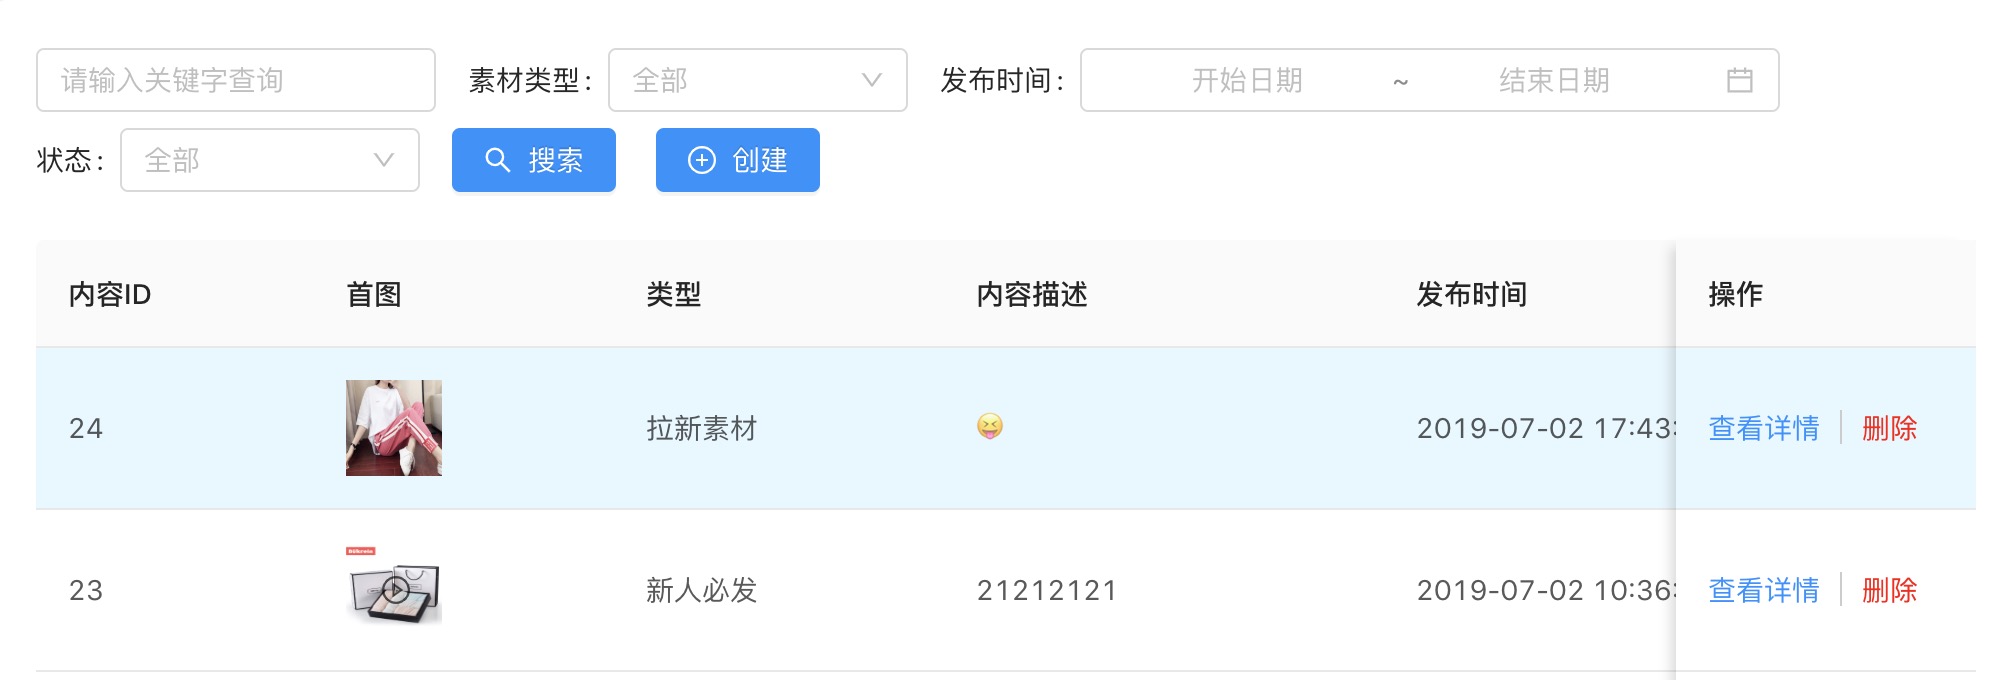 请输入关键字查询 素材类型: 全部 发布时间: 开始日期 ~ 结束日期
状态: 全部 搜索 创建
内容ID 首图 类型 内容描述 发布时间 操作
24 拉新素材 😝 2019-07-02 17:43: 查看详情 删除
23 新人必发 21212121 2019-07-02 10:36: 查看详情 删除